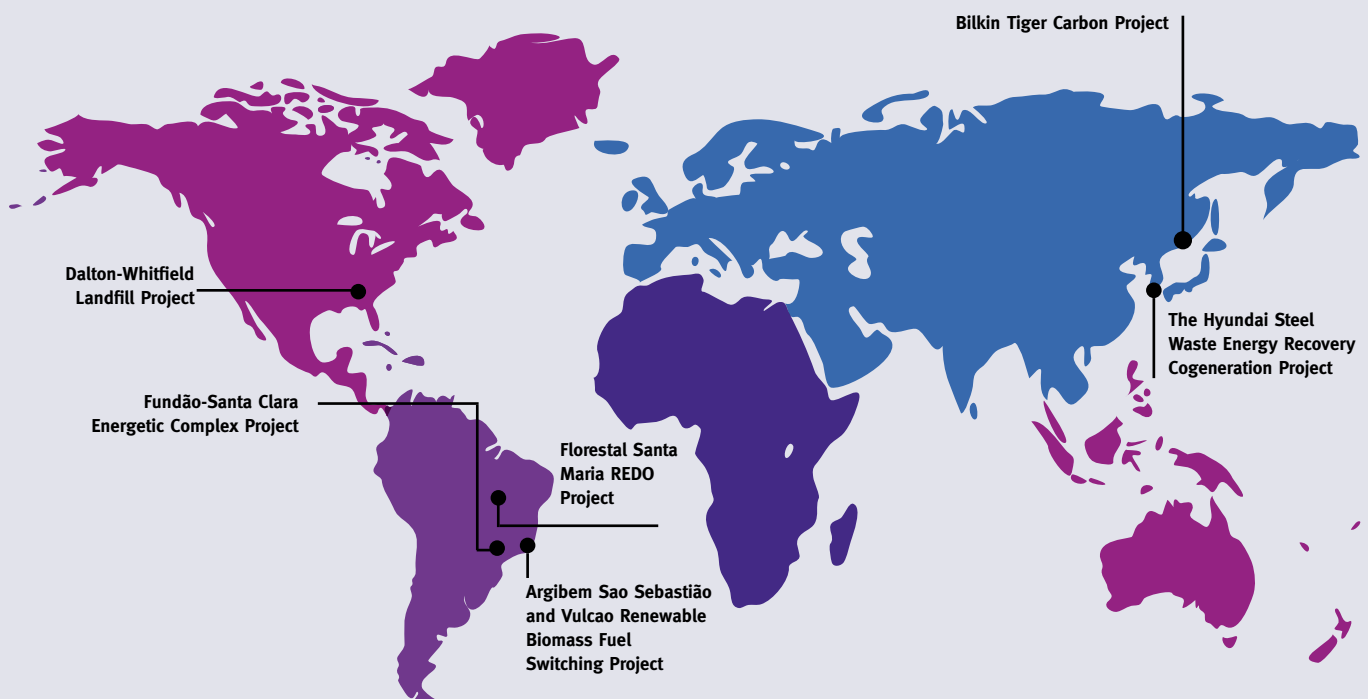 Bilkin Tiger Carbon Project
Dalton-Whitfield
Landfill Project
The Hyundai Steel
Waste Energy Recovery
Cogeneration Project
Fundão-Santa Clara
Energetic Complex Project
Florestal Santa
Maria REDO
Project
Argibem Sao Sebastião
and Vulcao Renewable
Biomass Fuel
Switching Project